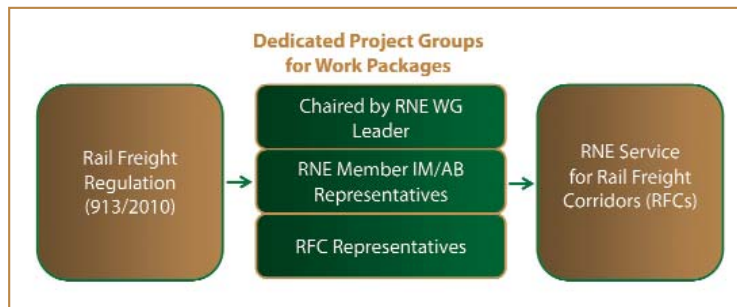 Dedicated Project Groups
for Work Packages
Rail Freight
Regulation
(913/2010)
Chaired by RNE WG
Leader
RNE Member IM/AB
Representatives
RFC Representatives
RNE Service
for Rail Freight
Corridors (RFCs)